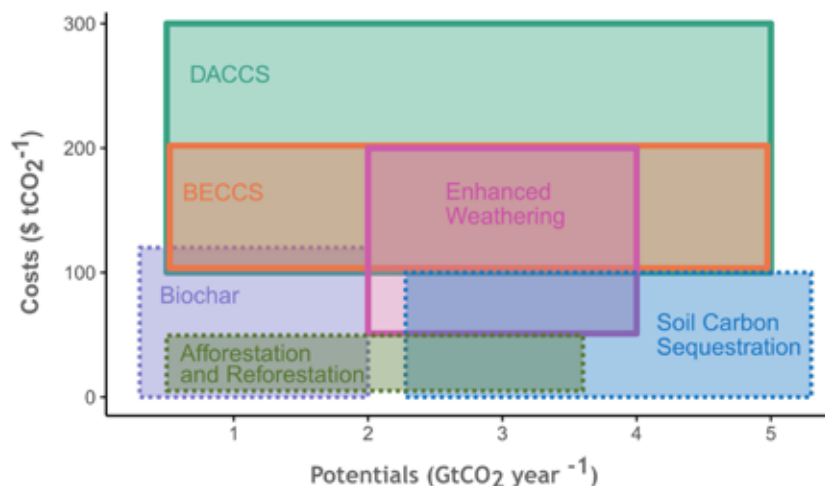 300
DACCS
200
BECCS
Enhanced
Weathering
100
Biochar
Soil Carbon
Sequestration
Afforestation
and Reforestation
0
Costs ($ tCO₂⁻¹)
1 2 3 4 5
Potentials (GtCO₂ year ⁻¹)